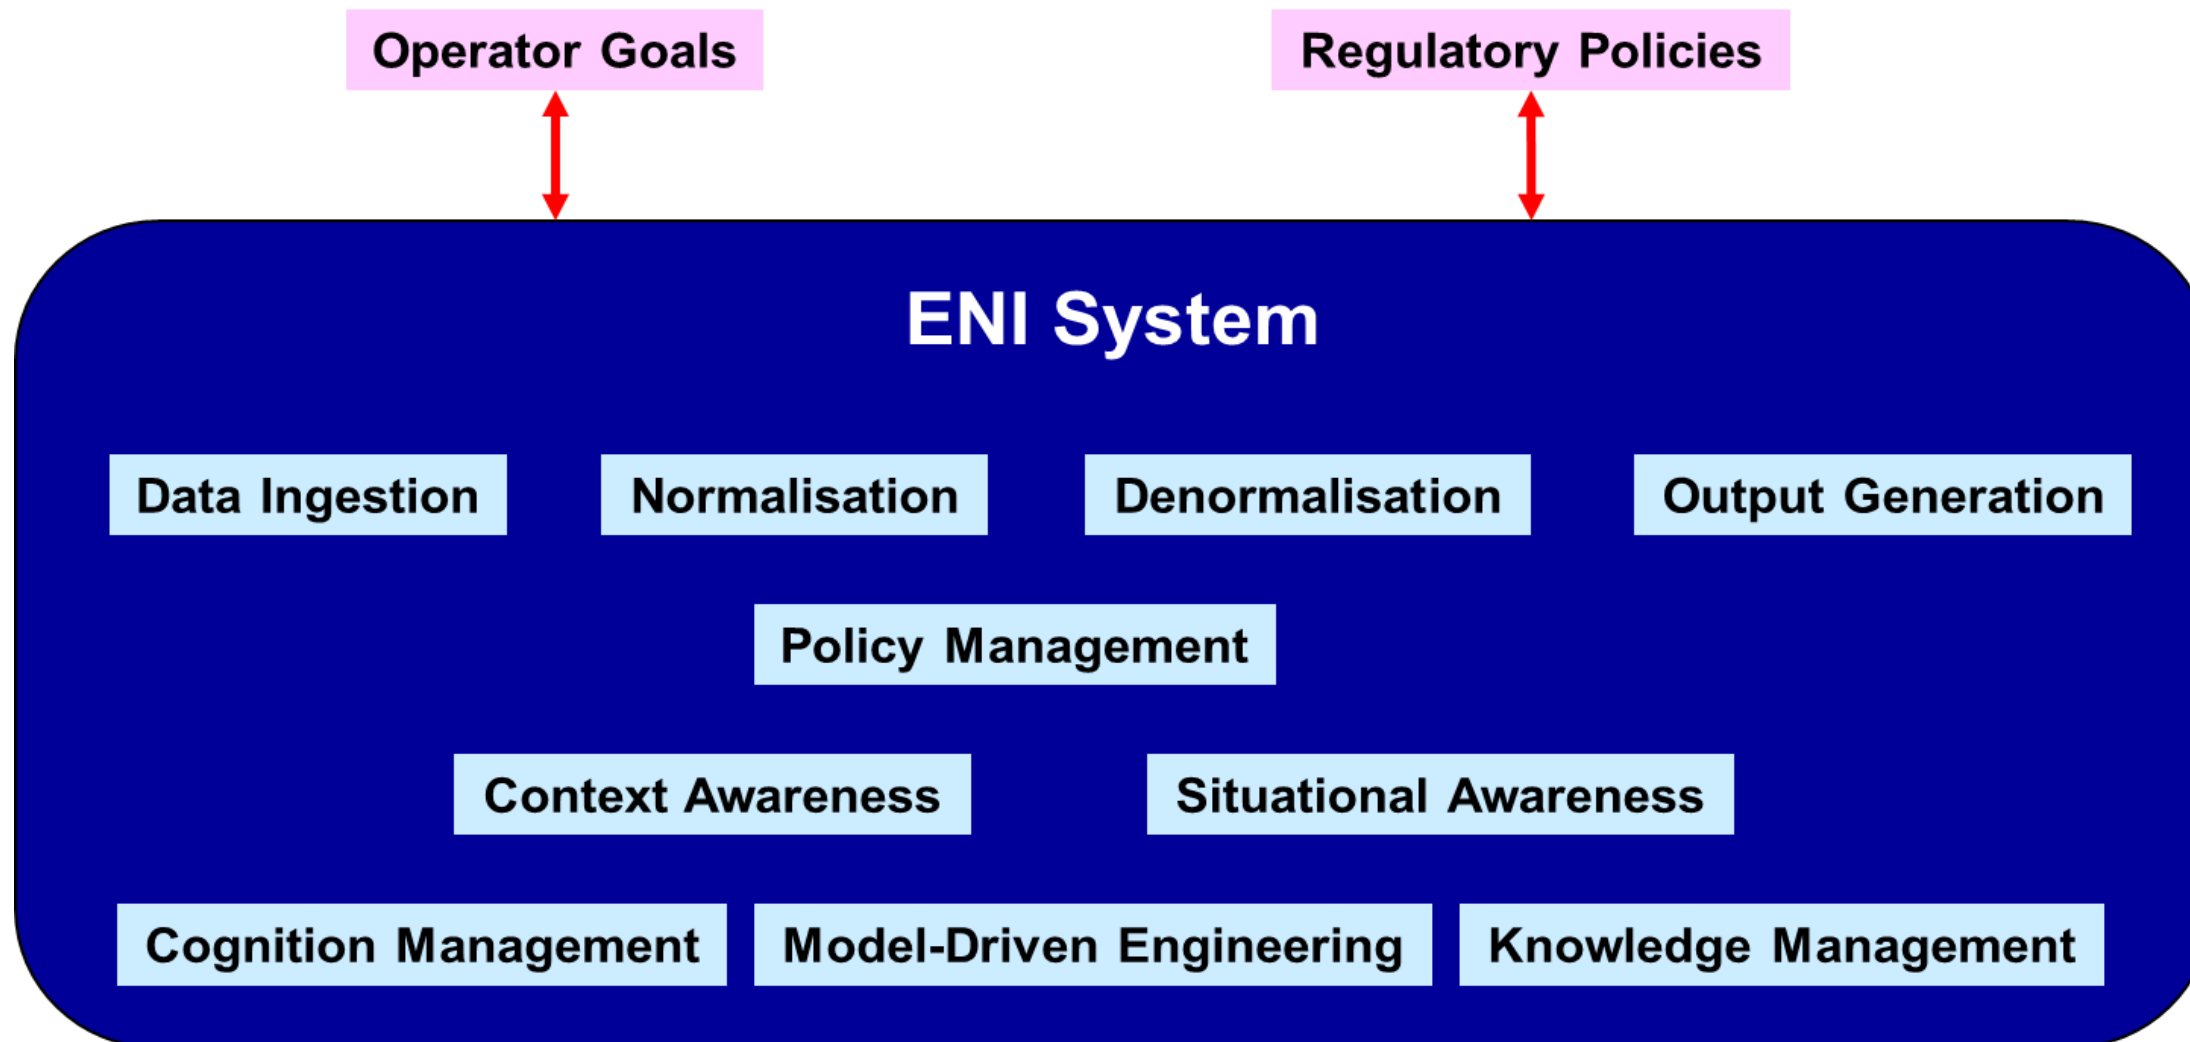 Operator Goals
Regulatory Policies
ENI System
Data Ingestion
Normalisation
Denormalisation
Output Generation
Policy Management
Context Awareness
Situational Awareness
Cognition Management
Model-Driven Engineering
Knowledge Management